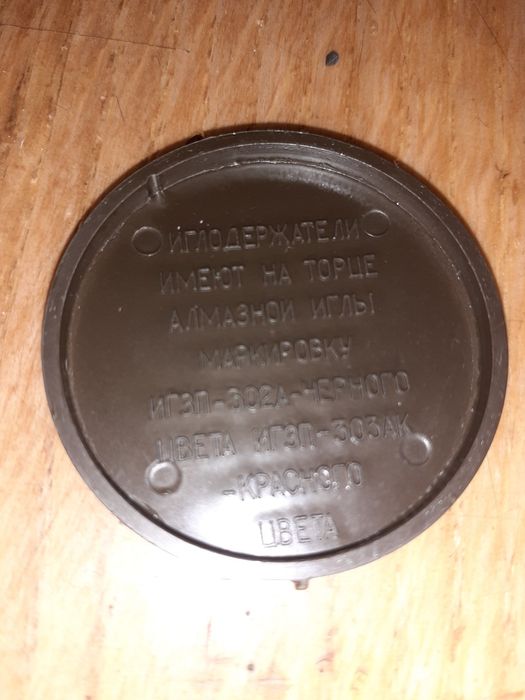 ИГЛОДЕРЖАТЕЛИ
ИМЕЮТ НА ТОРЦЕ
АЛМАЗНОЙ ИГЛЫ
МАРКИРОВКУ
ИГЗП-302А-ЧЕРНОГО
ЦВЕТА ИГЗП-303АК
-КРАСНОГО
ЦВЕТА